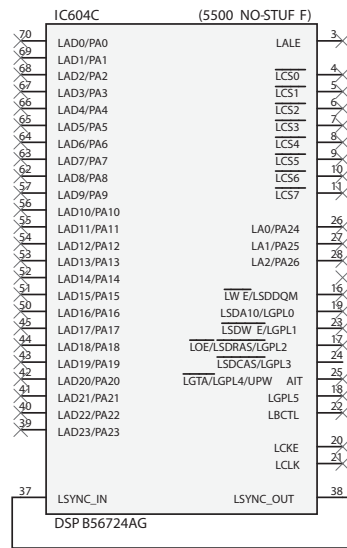 IC604C (5500 NO-STUF F)
70 LAD0/PA0 LALE 3
69 LAD1/PA1
68 LAD2/PA2 LCS0 4
67 LAD3/PA3 LCS1 5
66 LAD4/PA4 LCS2 6
65 LAD5/PA5 LCS3 7
64 LAD6/PA6 LCS4 8
63 LAD7/PA7 LCS5 9
62 LAD8/PA8 LCS6 10
57 LAD9/PA9 LCS7 11
56 LAD10/PA10
55 LAD11/PA11 LA0/PA24 26
54 LAD12/PA12 LA1/PA25 27
53 LAD13/PA13 LA2/PA26 28
52 LAD14/PA14
51 LAD15/PA15 LW E/LSDDQM 16
50 LAD16/PA16 LSDA10/LGPL0 19
45 LAD17/PA17 LSDW E/LGPL1 23
44 LAD18/PA18 LOE/LSDRAS/LGPL2 17
43 LAD19/PA19 LSDCAS/LGPL3 24
42 LAD20/PA20 LGTA/LGPL4/UPW AIT 25
41 LAD21/PA21 LGPL5 18
40 LAD22/PA22 LBCTL 22
39 LAD23/PA23
LCKE 20
LCLK 21
37 LSYNC_IN LSYNC_OUT 38
DSP B56724AG